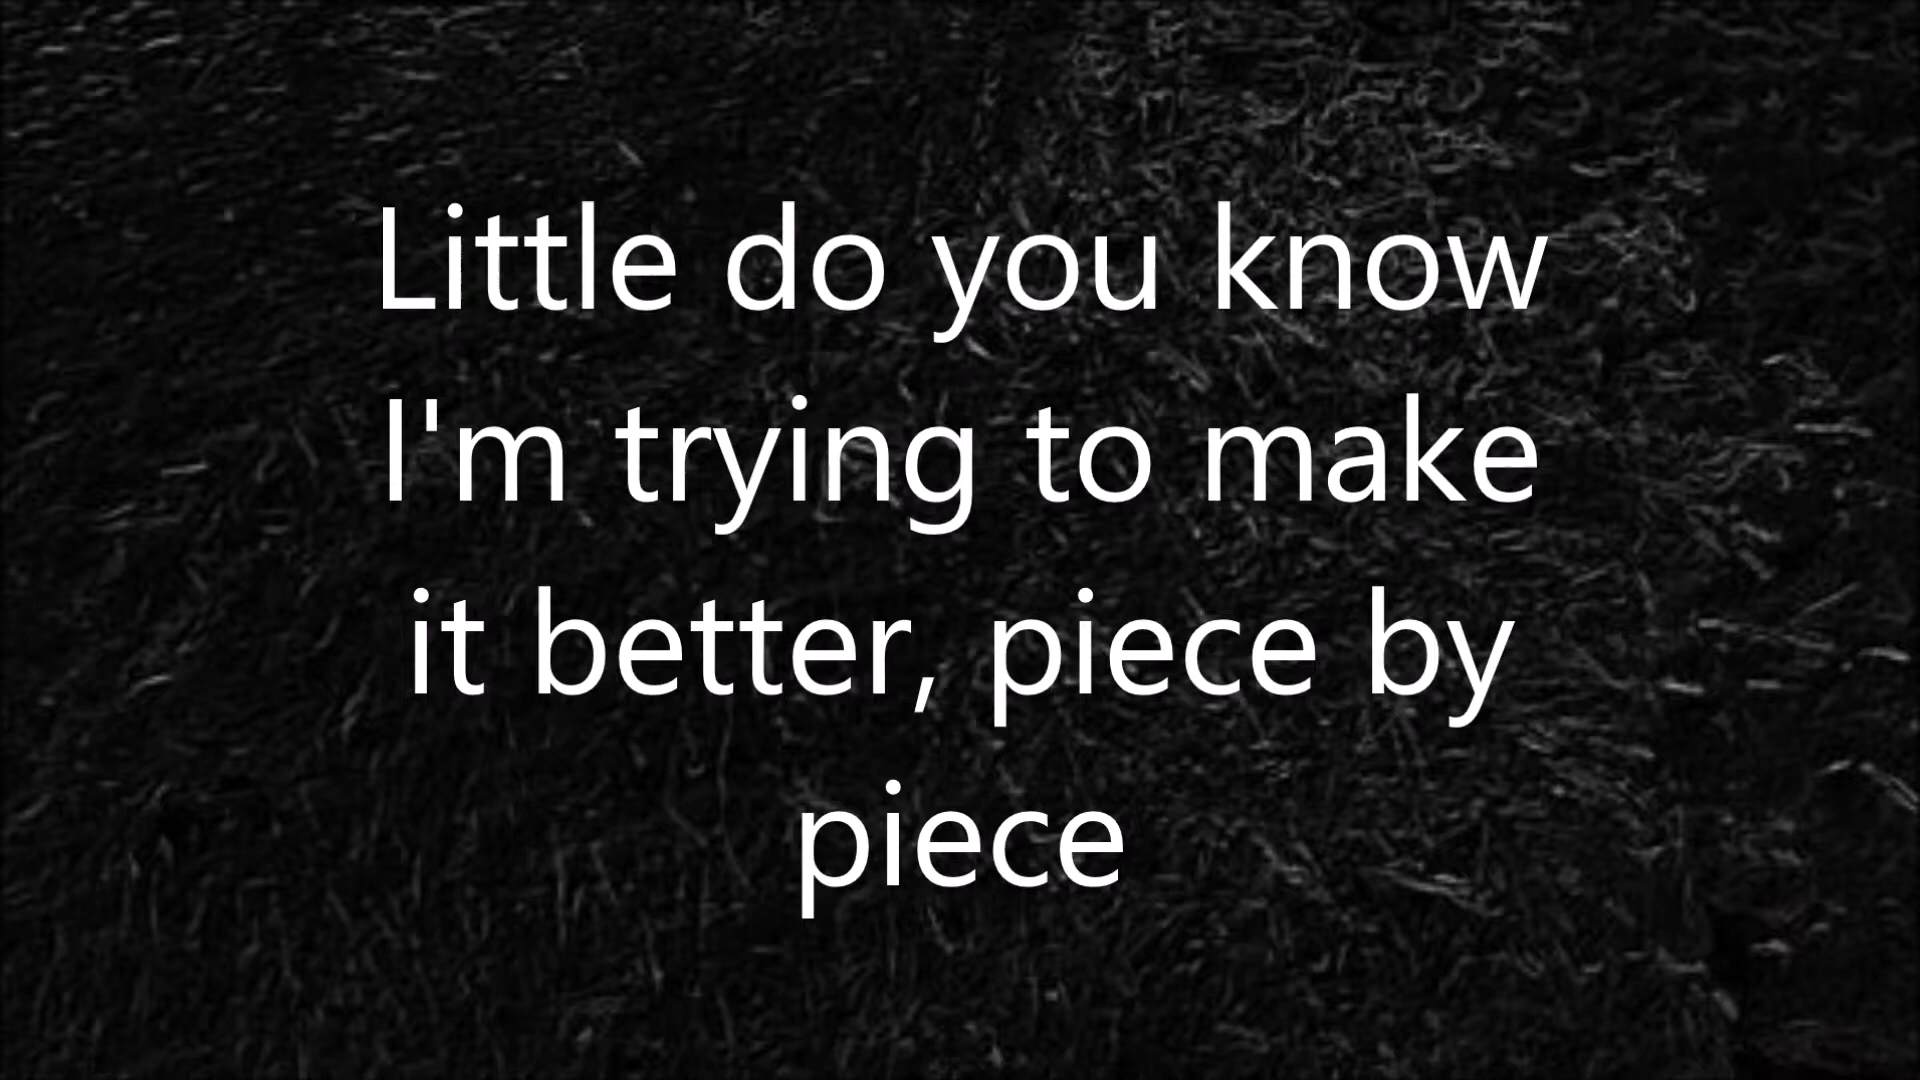 Little do you know
I'm trying to make
it better, piece by
piece